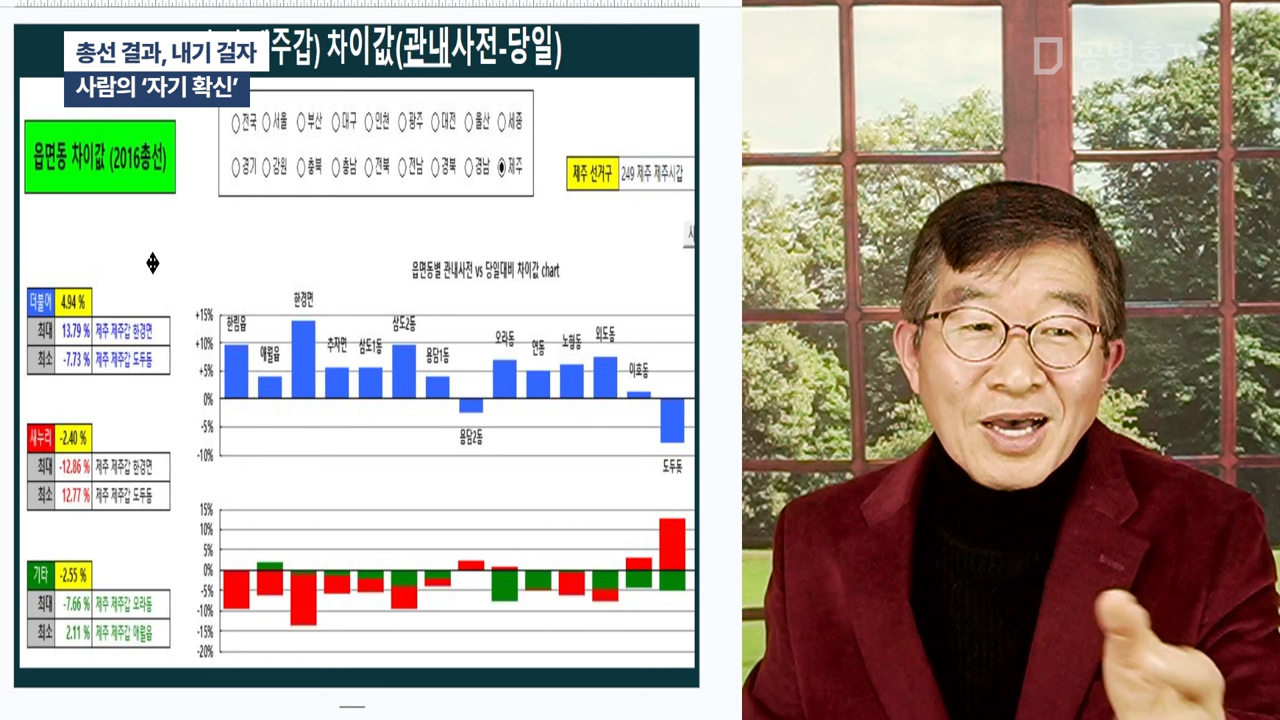 주갑) 차이값(관내사전-당일)
총선 결과, 내기 걸자
사람의 ‘자기 확신’
공병호TV
읍면동 차이값 (2016총선)
전국 서울 부산 대구 인천 광주 대전 울산 세종
경기 강원 충북 충남 전북 전남 경북 경남 제주
제주 선거구 249 제주 제주시갑
읍면동별 관내사전 vs 당일대비 차이값 chart
더불어 4.94 %
최대 13.79 % 제주 제주갑 한경면
최소 -7.73 % 제주 제주갑 도두동
새누리 -2.40 %
최대 -12.86 % 제주 제주갑 한경면
최소 12.77 % 제주 제주갑 도두동
기타 -2.55 %
최대 -7.66 % 제주 제주갑 오라동
최소 2.11 % 제주 제주갑 애월읍
+15%
+10%
+5%
0%
-5%
-10%
한림읍 애월읍 한경면 추자면 삼도1동 삼도2동 용담1동 용담2동 오라동 연동 노형동 외도동 이호동 도두동
15%
10%
5%
0%
-5%
-10%
-15%
-20%